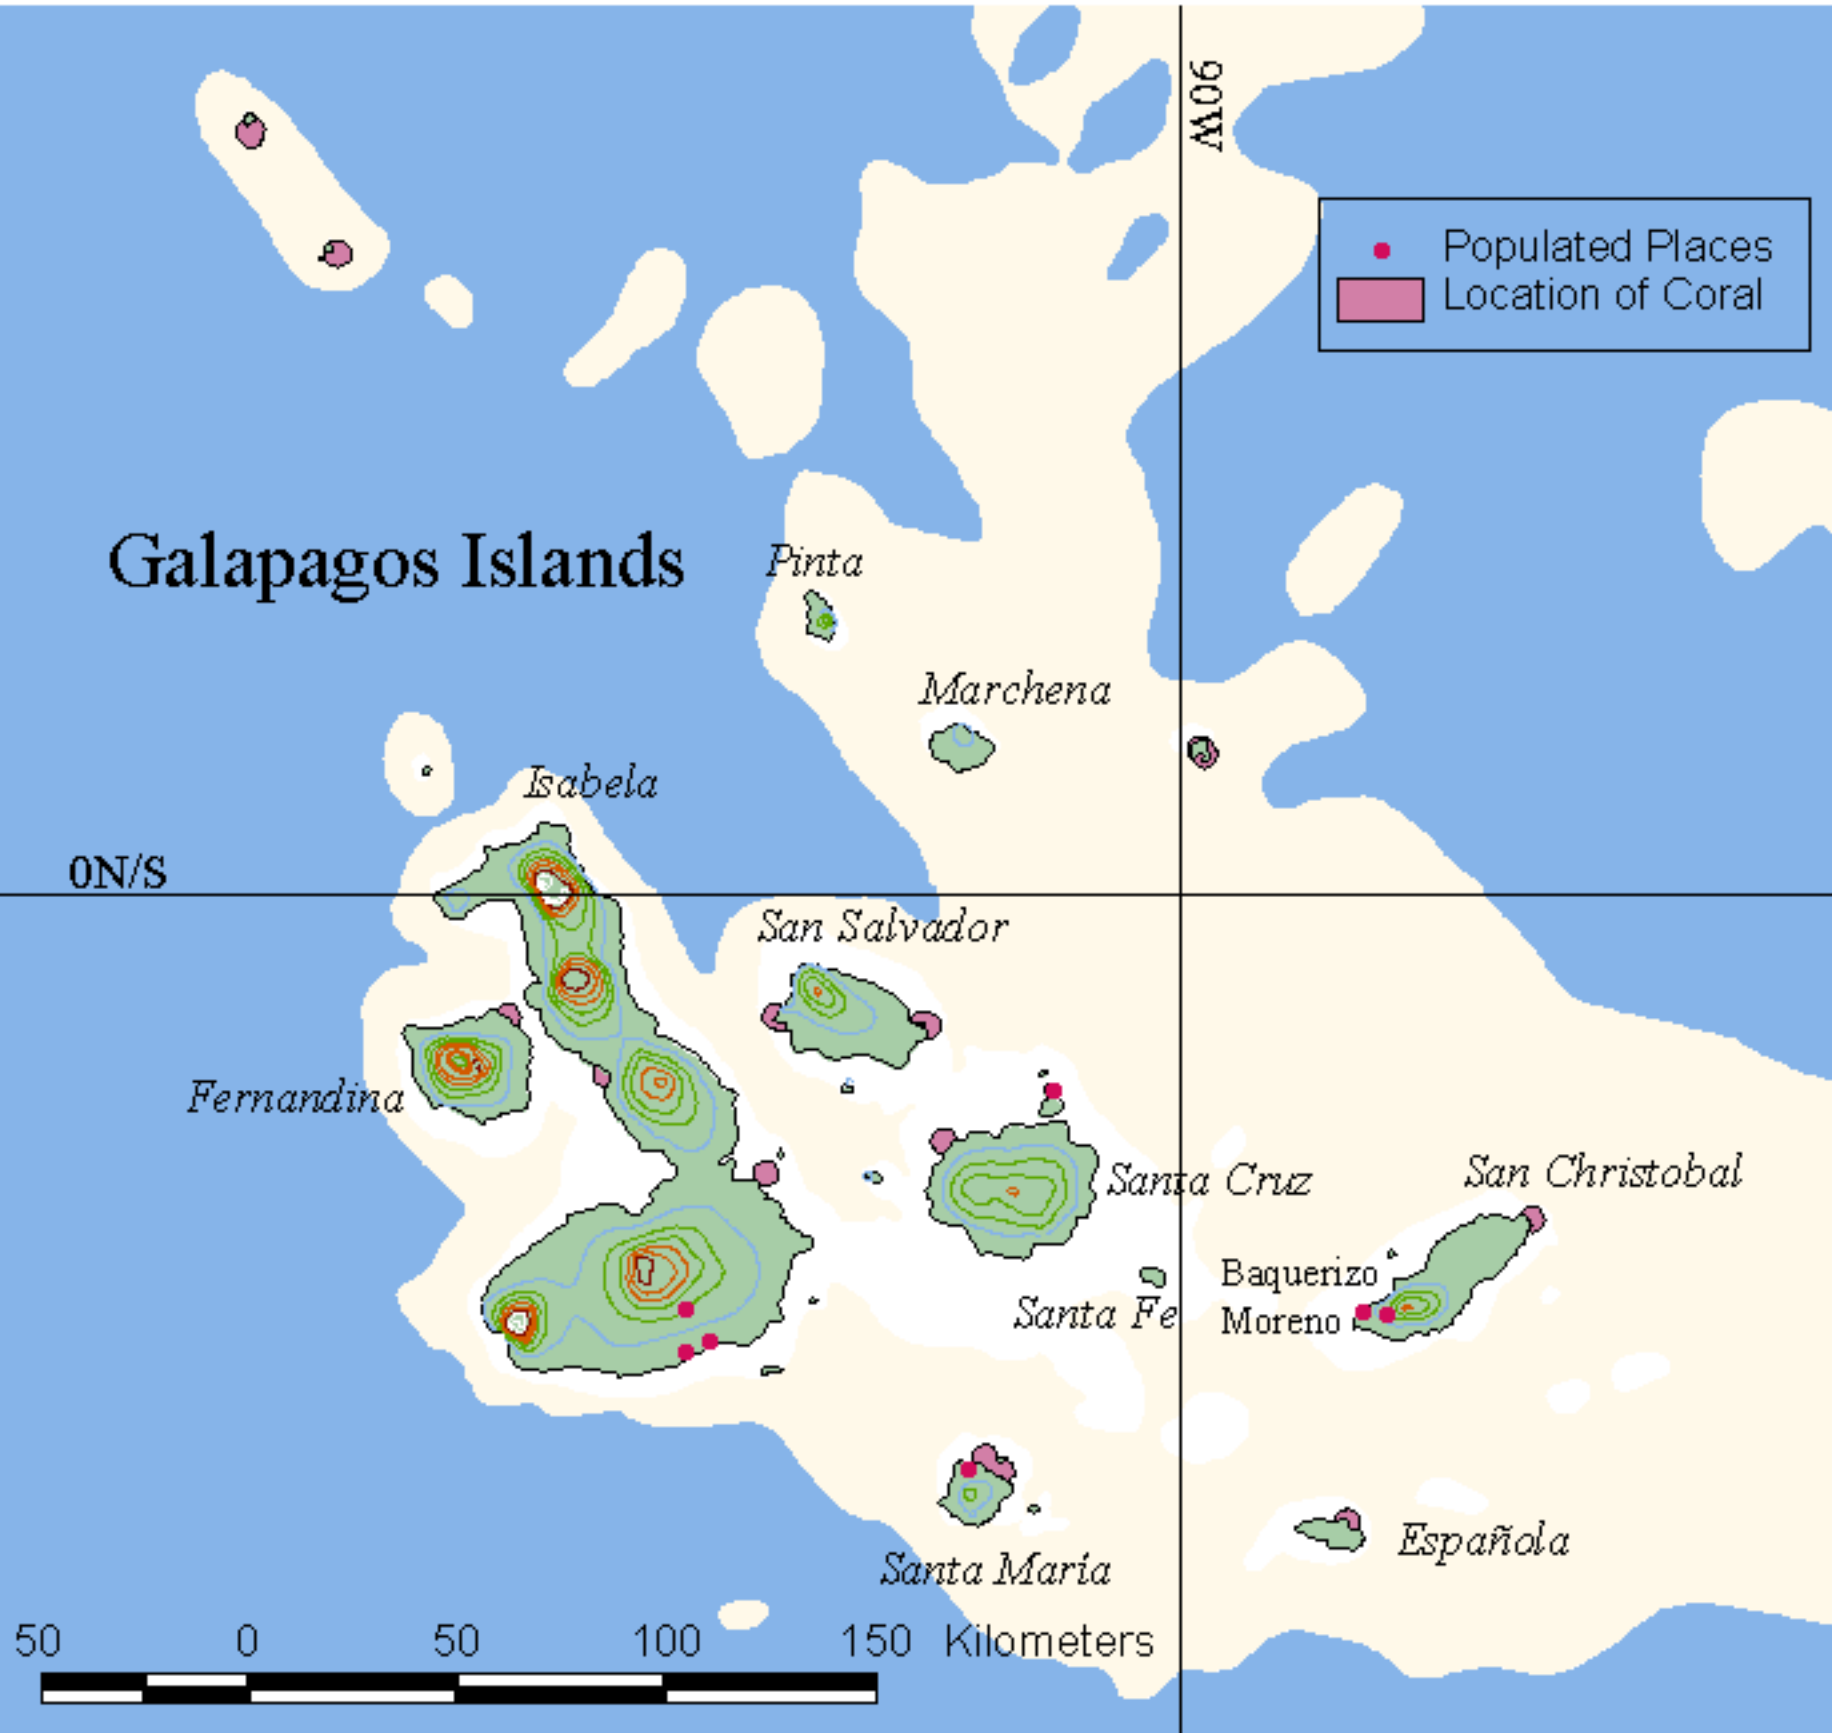 90W
Populated Places
Location of Coral
Galapagos Islands
Pinta
Marchena
Isabela
0N/S
San Salvador
Fernandina
Santa Cruz
San Christobal
Baquerizo
Moreno
Santa Fe
Española
Santa María
50 0 50 100 150 Kilometers